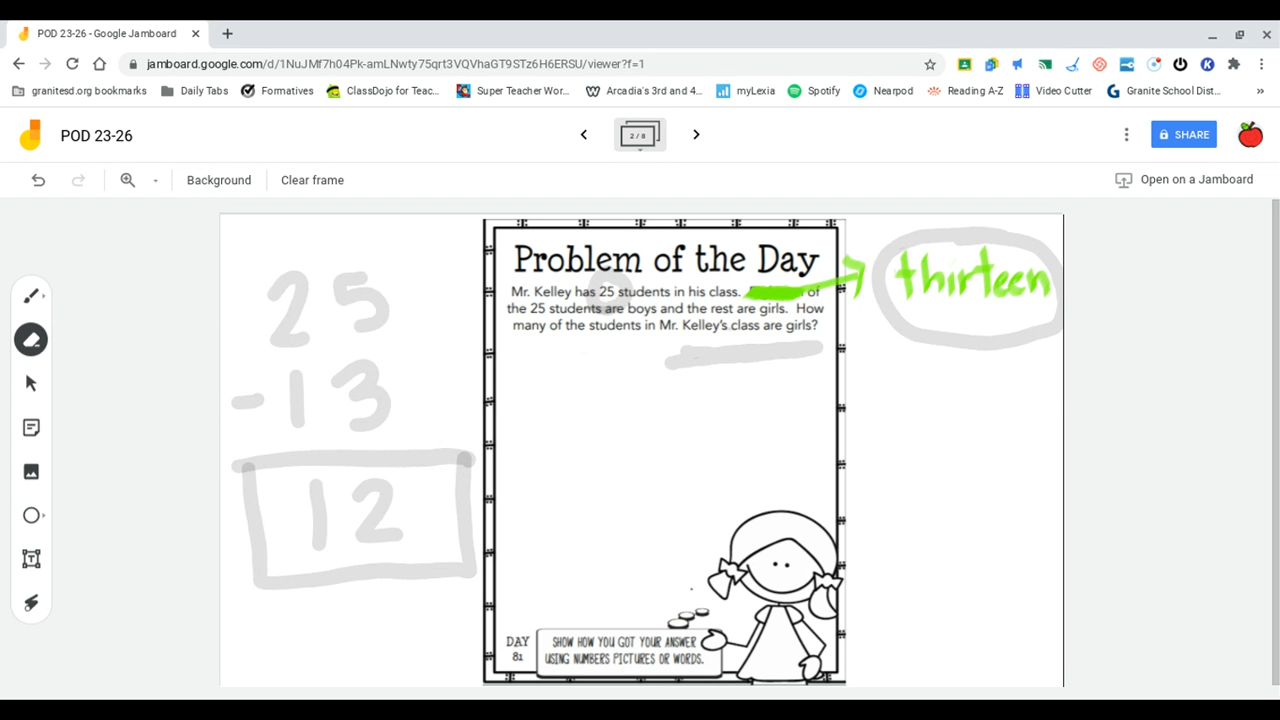 POD 23-26 - Google Jamboard
jamboard.google.com/d/1NuJMf7h04Pk-amLNwty75qrt3VQVhaGT9STz6H6ERSU/viewer?f=1
granitesd.org bookmarks Daily Tabs Formatives ClassDojo for Teac... Super Teacher Wor... Arcadia's 3rd and 4... myLexia Spotify Nearpod Reading A-Z Video Cutter Granite School Dist... »
POD 23-26
2 / 8
SHARE
Background Clear frame
Open on a Jamboard
Problem of the Day
thirteen
Mr. Kelley has 25 students in his class. of
the 25 students are boys and the rest are girls. How
many of the students in Mr. Kelley's class are girls?
25
- 13
12
DAY
81
SHOW HOW YOU GOT YOUR ANSWER
USING NUMBERS PICTURES OR WORDS.